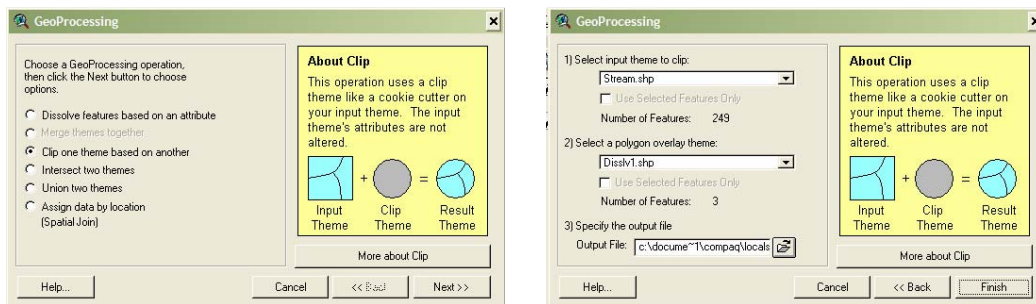 GeoProcessing
Choose a GeoProcessing operation,
then click the Next button to choose
options.
Dissolve features based on an attribute
Merge themes together
Clip one theme based on another
Intersect two themes
Union two themes
Assign data by location
(Spatial Join)
About Clip
This operation uses a clip
theme like a cookie cutter on
your input theme. The input
theme's attributes are not
altered.
+ =
Input Clip Result
Theme Theme Theme
More about Clip
Help... Cancel << Back Next >>
GeoProcessing
1) Select input theme to clip:
Stream.shp
Use Selected Features Only
Number of Features: 249
2) Select a polygon overlay theme:
Disslv1.shp
Use Selected Features Only
Number of Features: 3
3) Specify the output file
Output File: c:\docume~1\compaq\locals
About Clip
This operation uses a clip
theme like a cookie cutter on
your input theme. The input
theme's attributes are not
altered.
+ =
Input Clip Result
Theme Theme Theme
More about Clip
Help... Cancel << Back Finish